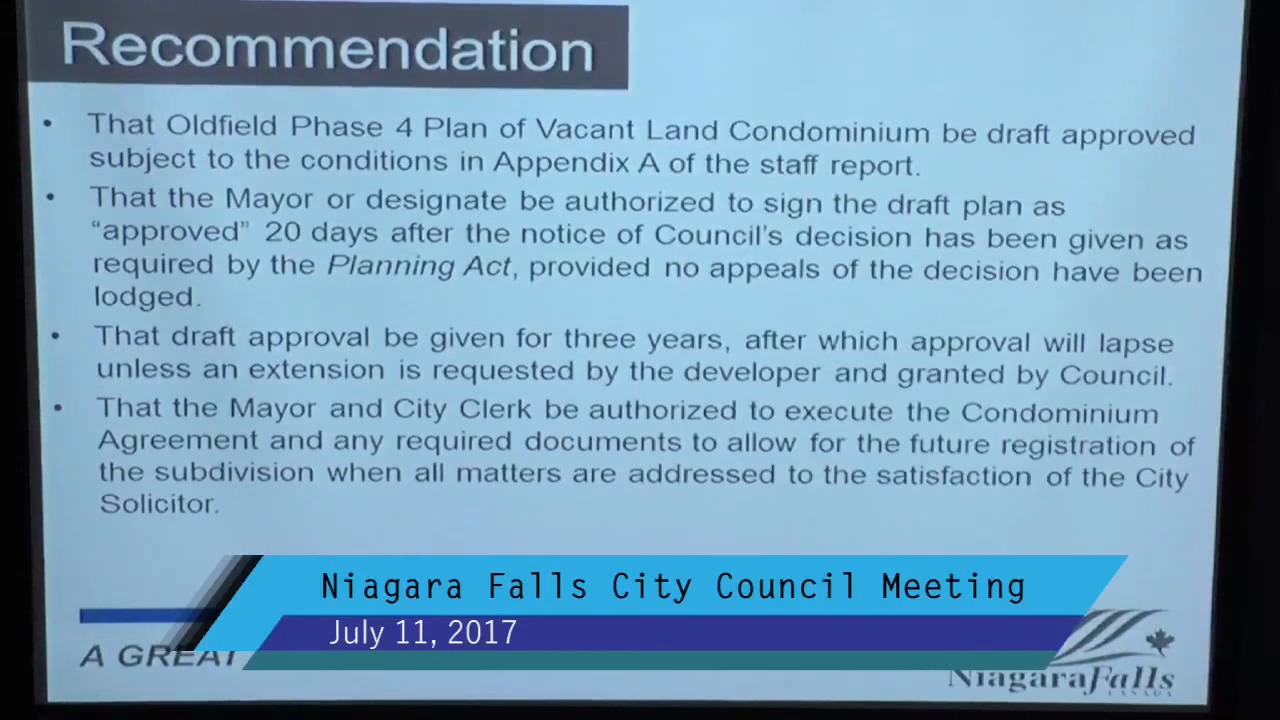 Recommendation
• That Oldfield Phase 4 Plan of Vacant Land Condominium be draft approved
subject to the conditions in Appendix A of the staff report.
• That the Mayor or designate be authorized to sign the draft plan as
“approved” 20 days after the notice of Council's decision has been given as
required by the Planning Act, provided no appeals of the decision have been
lodged.
• That draft approval be given for three years, after which approval will lapse
unless an extension is requested by the developer and granted by Council.
• That the Mayor and City Clerk be authorized to execute the Condominium
Agreement and any required documents to allow for the future registration of
the subdivision when all matters are addressed to the satisfaction of the City
Solicitor.
Niagara Falls City Council Meeting
July 11, 2017
A GREAT
NiagaraFalls
CANADA